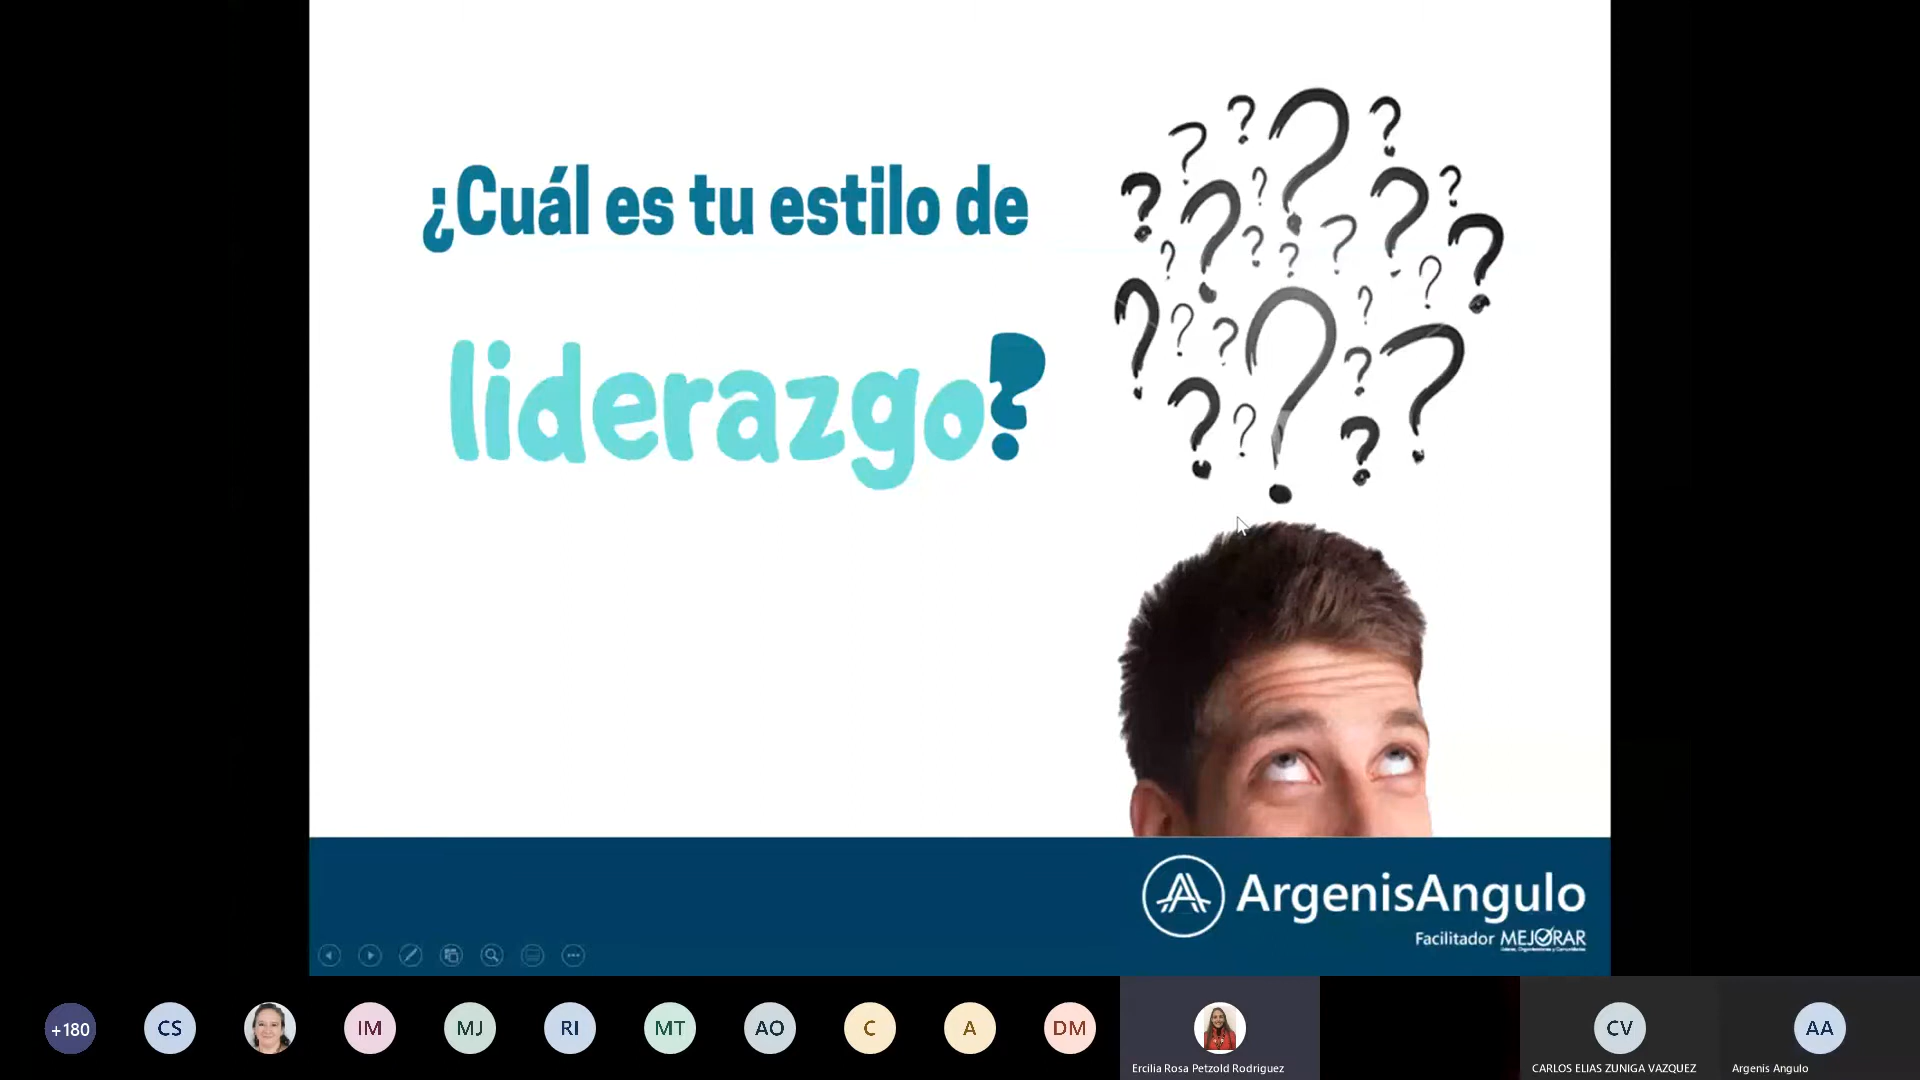 ¿Cuál es tu estilo de
liderazgo?
ArgenisAngulo
Facilitador MEJORAR
+180
CS
IM
MJ
RI
MT
AO
C
A
DM
CV
AA
Ercilia Rosa Petzold Rodriguez
CARLOS ELIAS ZUNIGA VAZQUEZ
Argenis Angulo